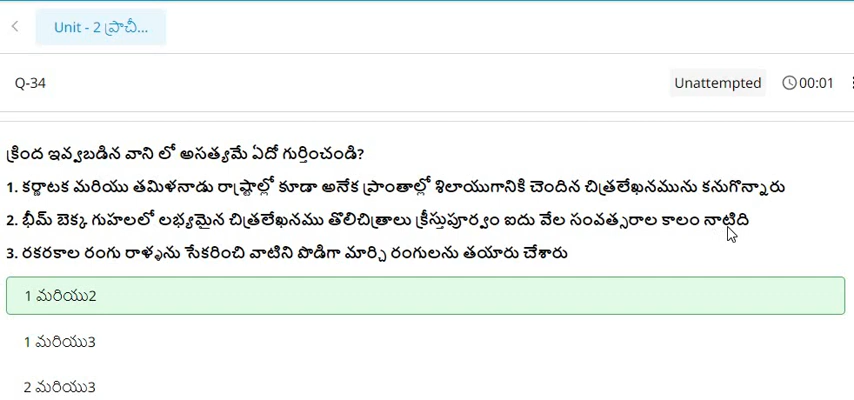 Unit - 2 ప్రాచీ...
Q-34
Unattempted 00:01
క్రింద ఇవ్వబడిన వాని లో అసత్యమే ఏదో గుర్తించండి?
1. కర్ణాటక మరియు తమిళనాడు రాష్ట్రాల్లో కూడా అనేక ప్రాంతాల్లో శిలాయుగానికి చెందిన చిత్రలేఖనమును కనుగొన్నారు
2. భీమ్ బెక్క గుహలలో లభ్యమైన చిత్రలేఖనము తొలిచిత్రాలు క్రీస్తుపూర్వం ఐదు వేల సంవత్సరాల కాలం నాటిది
3. రకరకాల రంగు రాళ్ళను సేకరించి వాటిని పొడిగా మార్చి రంగులను తయారు చేశారు
1 మరియు2
1 మరియు3
2 మరియు3